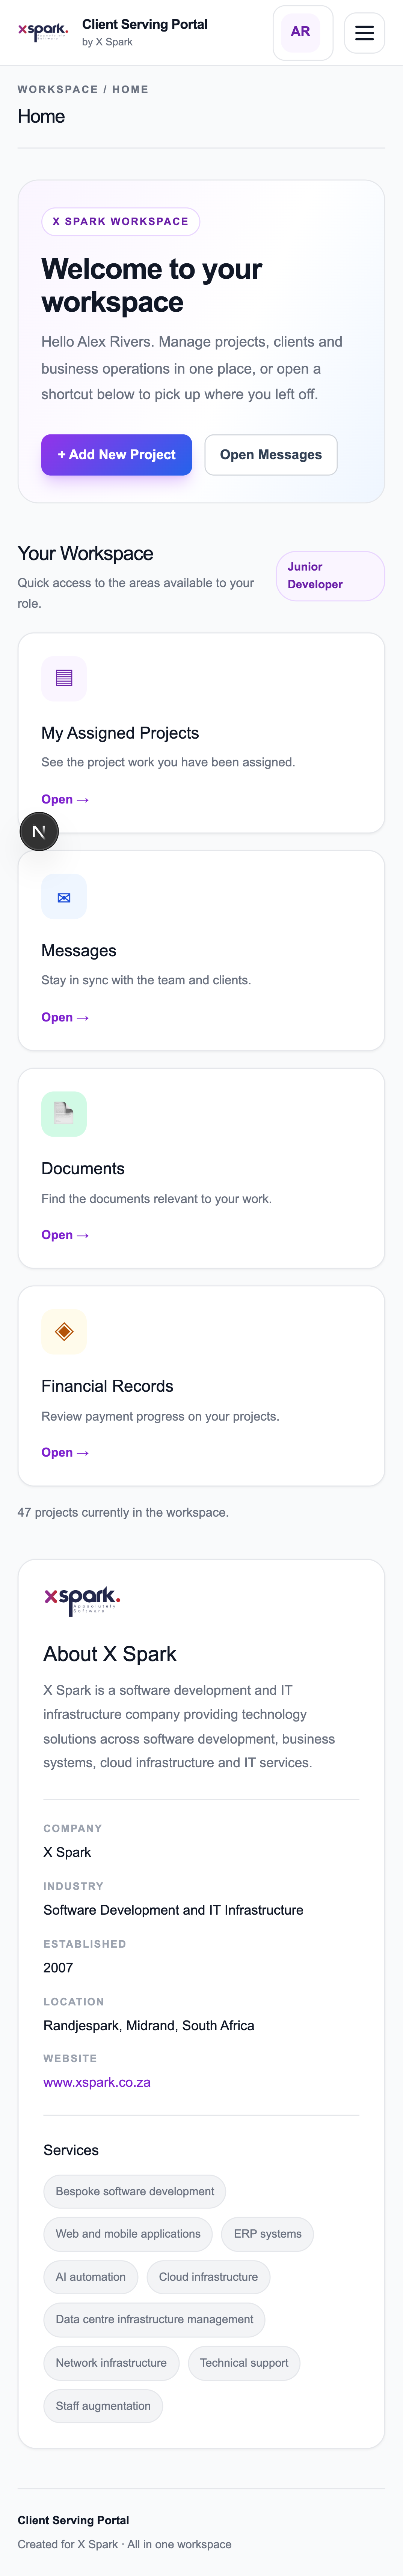 xspark.
Client Serving Portal
by X Spark
AR
WORKSPACE / HOME
Home
X SPARK WORKSPACE
Welcome to your
workspace
Hello Alex Rivers. Manage projects, clients and
business operations in one place, or open a
shortcut below to pick up where you left off.
+ Add New Project
Open Messages
Your Workspace
Quick access to the areas available to your
role.
Junior
Developer
My Assigned Projects
See the project work you have been assigned.
Open →
N
Messages
Stay in sync with the team and clients.
Open →
Documents
Find the documents relevant to your work.
Open →
Financial Records
Review payment progress on your projects.
Open →
47 projects currently in the workspace.
xspark.
Software
About X Spark
X Spark is a software development and IT
infrastructure company providing technology
solutions across software development, business
systems, cloud infrastructure and IT services.
COMPANY
X Spark
INDUSTRY
Software Development and IT Infrastructure
ESTABLISHED
2007
LOCATION
Randjespark, Midrand, South Africa
WEBSITE
www.xspark.co.za
Services
Bespoke software development
Web and mobile applications
ERP systems
AI automation
Cloud infrastructure
Data centre infrastructure management
Network infrastructure
Technical support
Staff augmentation
Client Serving Portal
Created for X Spark · All in one workspace